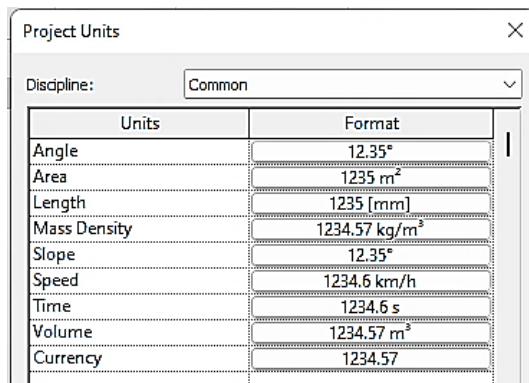 Project Units
Discipline: Common
Units Format
Angle 12.35°
Area 1235 m²
Length 1235 [mm]
Mass Density 1234.57 kg/m³
Slope 12.35°
Speed 1234.6 km/h
Time 1234.6 s
Volume 1234.57 m³
Currency 1234.57